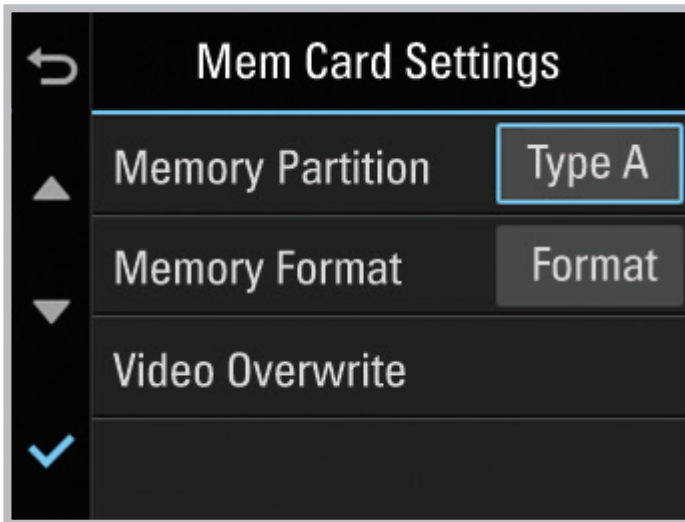 Mem Card Settings
Memory Partition Type A
Memory Format Format
Video Overwrite